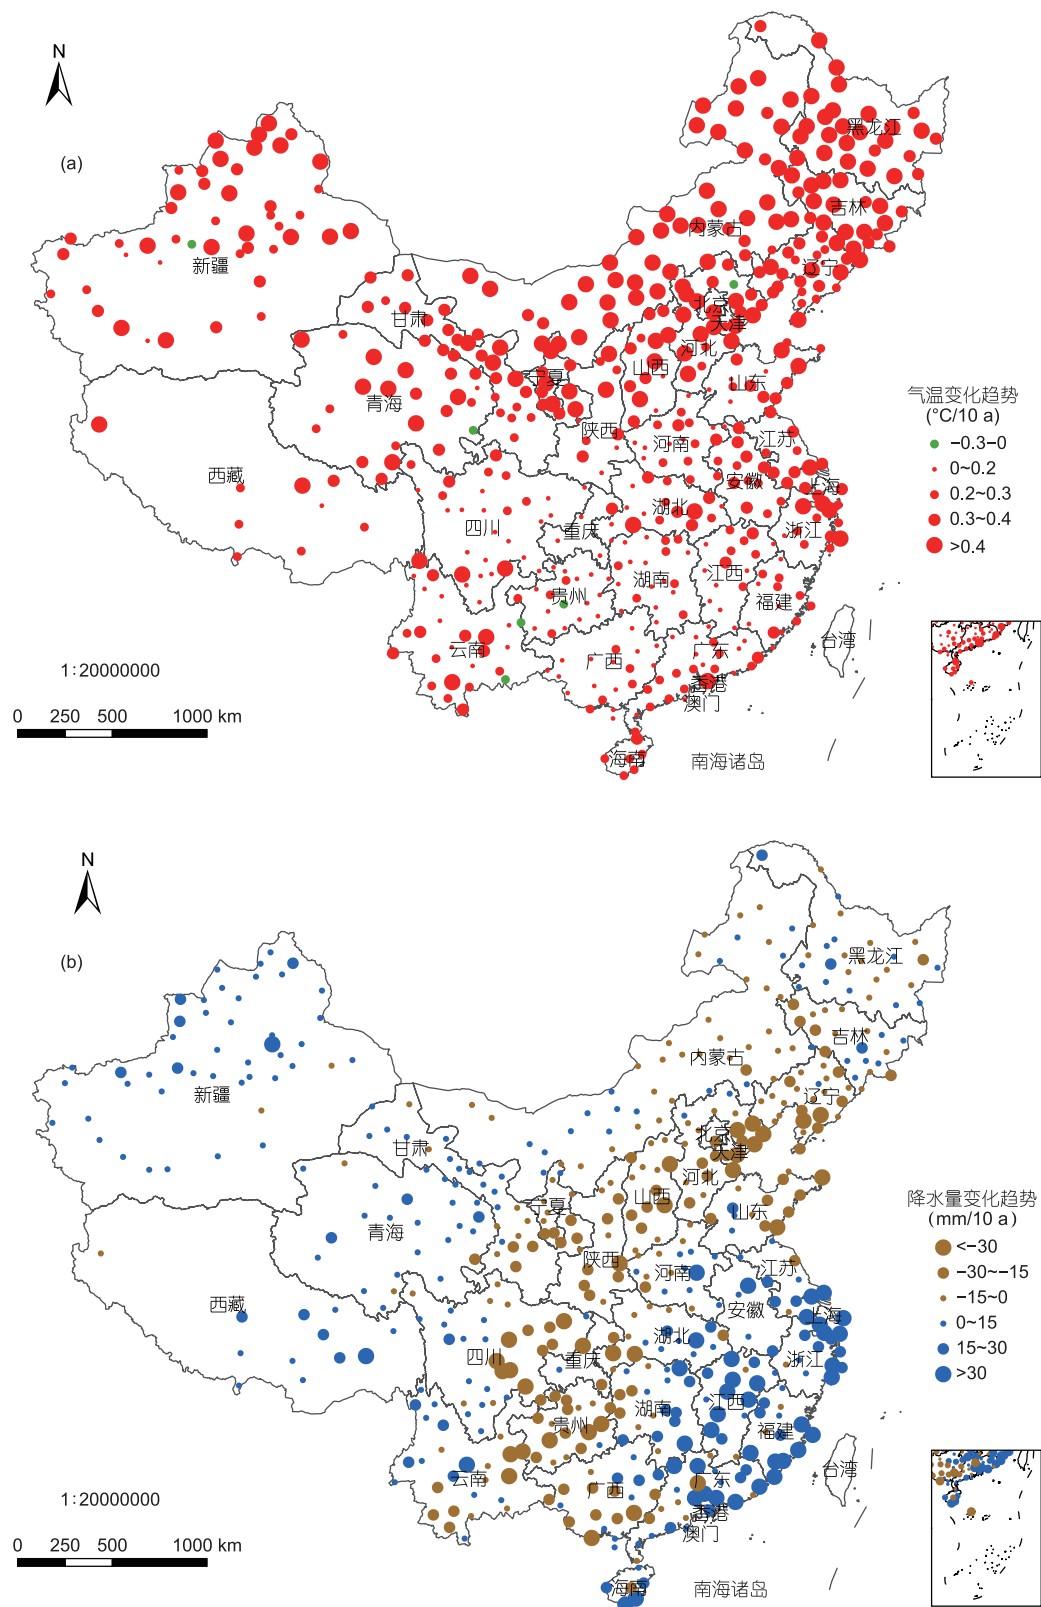 N
(a)
黑龙江
吉林
内蒙古
辽宁
新疆
北京
天津
甘肃
河北
山西
宁夏
山东
青海
气温变化趋势
(°C/10 a)
−0.3−0
0~0.2
0.2~0.3
0.3~0.4
>0.4
陕西
河南
江苏
西藏
安徽
上海
湖北
四川
重庆
浙江
湖南
江西
贵州
福建
台湾
云南
广西
广东
香港
澳门
1:20000000
0 250 500 1000 km
海南
南海诸岛
N
(b)
黑龙江
吉林
内蒙古
辽宁
新疆
北京
天津
甘肃
河北
山西
宁夏
山东
青海
降水量变化趋势
(mm/10 a)
<−30
−30~−15
−15~0
0~15
15~30
>30
陕西
河南
江苏
西藏
安徽
上海
湖北
四川
重庆
浙江
湖南
江西
贵州
福建
台湾
云南
广西
广东
香港
澳门
1:20000000
0 250 500 1000 km
海南
南海诸岛